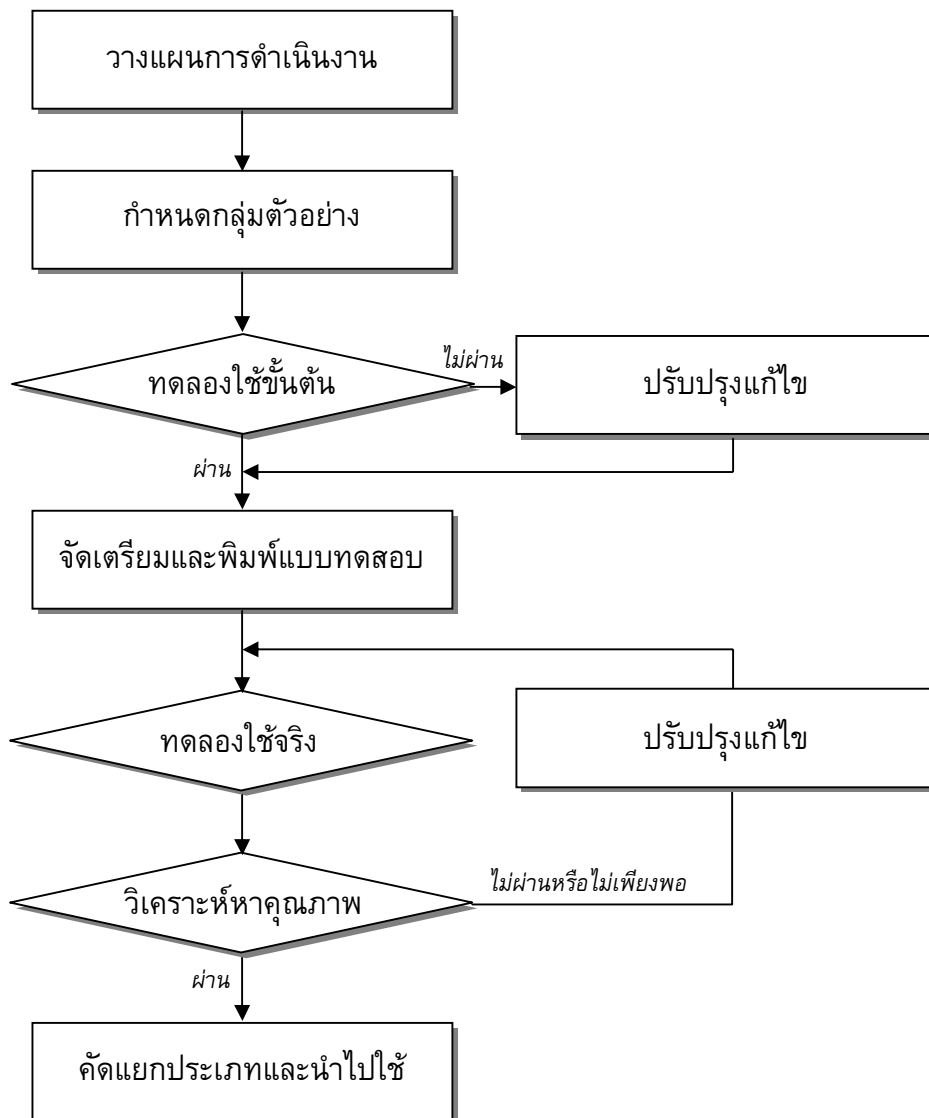 วางแผนการดำเนินงาน
กำหนดกลุ่มตัวอย่าง
ทดลองใช้ขั้นต้น
ไม่ผ่าน
ปรับปรุงแก้ไข
ผ่าน
จัดเตรียมและพิมพ์แบบทดสอบ
ทดลองใช้จริง
ปรับปรุงแก้ไข
วิเคราะห์หาคุณภาพ
ไม่ผ่านหรือไม่เพียงพอ
ผ่าน
คัดแยกประเภทและนำไปใช้